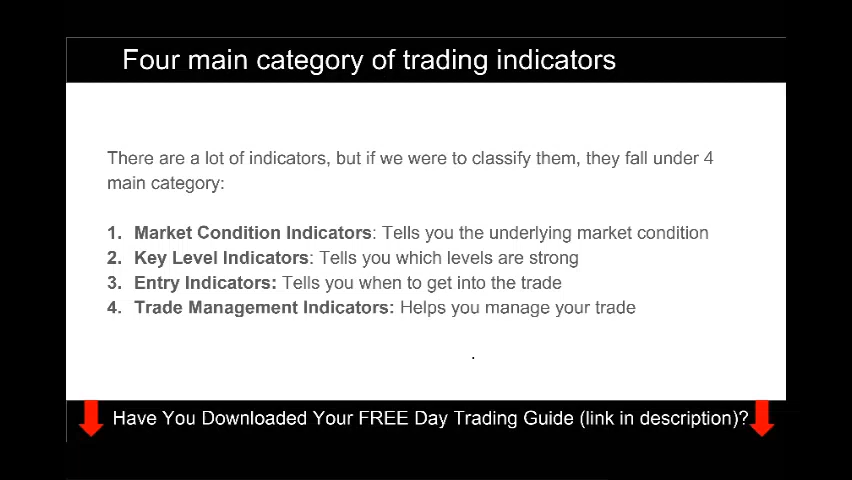 Four main category of trading indicators
There are a lot of indicators, but if we were to classify them, they fall under 4
main category:
1. Market Condition Indicators: Tells you the underlying market condition
2. Key Level Indicators: Tells you which levels are strong
3. Entry Indicators: Tells you when to get into the trade
4. Trade Management Indicators: Helps you manage your trade
Have You Downloaded Your FREE Day Trading Guide (link in description)?